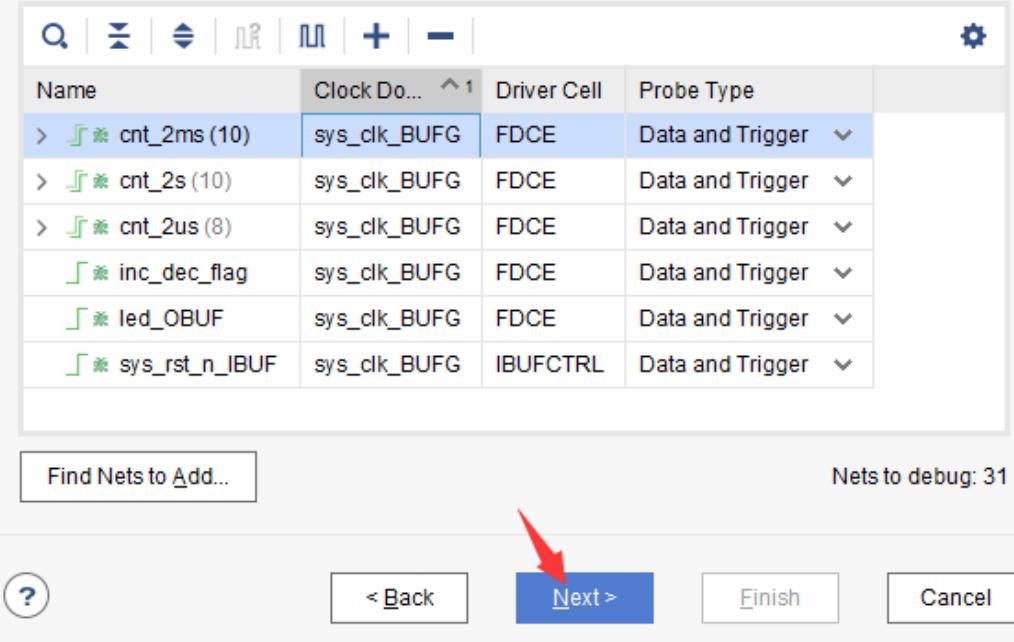 Name Clock Do... 1 Driver Cell Probe Type
cnt_2ms (10) sys_clk_BUFG FDCE Data and Trigger
cnt_2s (10) sys_clk_BUFG FDCE Data and Trigger
cnt_2us (8) sys_clk_BUFG FDCE Data and Trigger
inc_dec_flag sys_clk_BUFG FDCE Data and Trigger
led_OBUF sys_clk_BUFG FDCE Data and Trigger
sys_rst_n_IBUF sys_clk_BUFG IBUFCTRL Data and Trigger
Find Nets to Add... Nets to debug: 31
? < Back Next > Finish Cancel